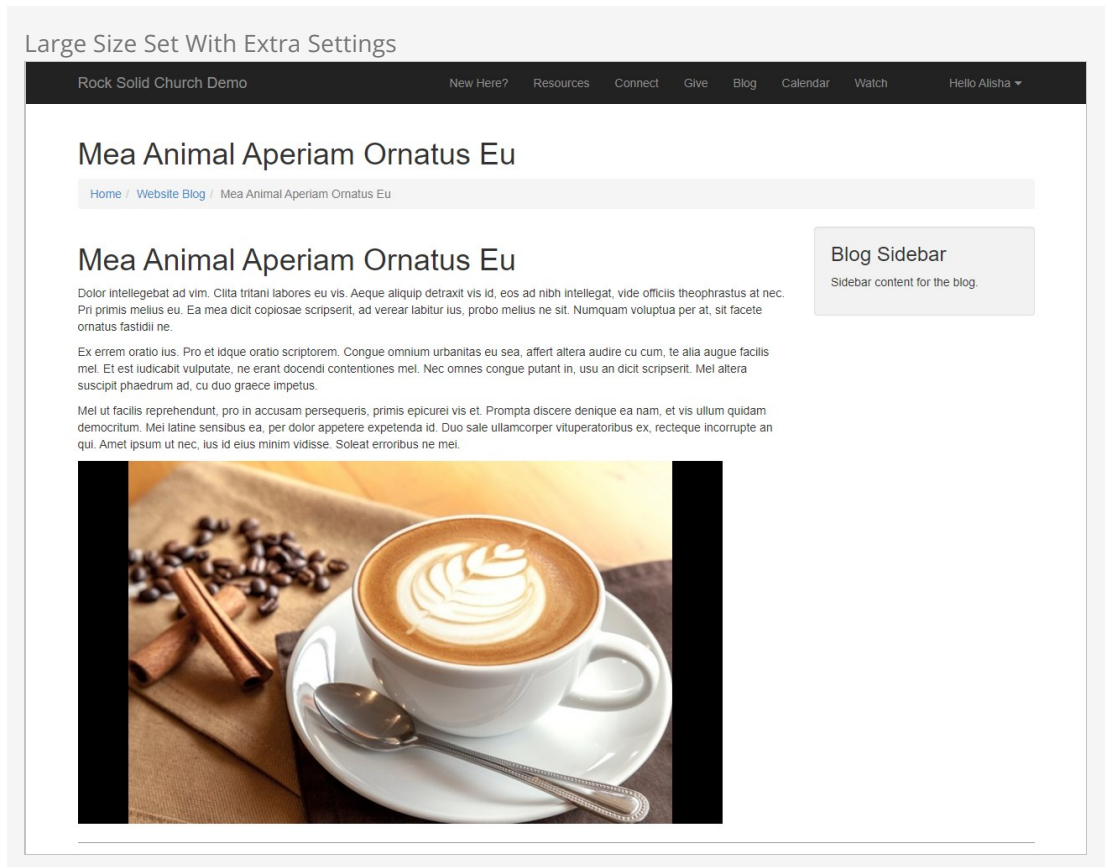 Large Size Set With Extra Settings
Rock Solid Church Demo New Here? Resources Connect Give Blog Calendar Watch Hello Alisha
Mea Animal Aperiam Ornatus Eu
Home / Website Blog / Mea Animal Aperiam Ornatus Eu
Mea Animal Aperiam Ornatus Eu
Dolor intellegebat ad vim. Clita tritani labores eu vis. Aeque aliquip detraxit vis id, eos ad nibh intellegat, vide officiis theophrastus at nec.
Pri primis melius eu. Ea mea dicit copiosae scripserit, ad verear labitur ius, probo melius ne sit. Numquam voluptua per at, sit facete
ornatus fastidii ne.
Ex errem oratio ius. Pro et idque oratio scriptorem. Congue omnium urbanitas eu sea, affert altera audire cu cum, te alia augue facilis
mel. Et est iudicabit vulputate, ne erant docendi contentiones mel. Nec omnes congue putant in, usu an dicit scripserit. Mel altera
suscipit phaedrum ad, cu duo graece impetus.
Mel ut facilis reprehendunt, pro in accusam persequeris, primis epicurei vis et. Prompta discere denique ea nam, et vis ullum quidam
democritum. Mei latine sensibus ea, per dolor appetere expetenda id. Duo sale ullamcorper vituperatoribus ex, recteque incorrupte an
qui. Amet ipsum ut nec, ius id eius minim vidisse. Soleat erroribus ne mei.
Blog Sidebar
Sidebar content for the blog.